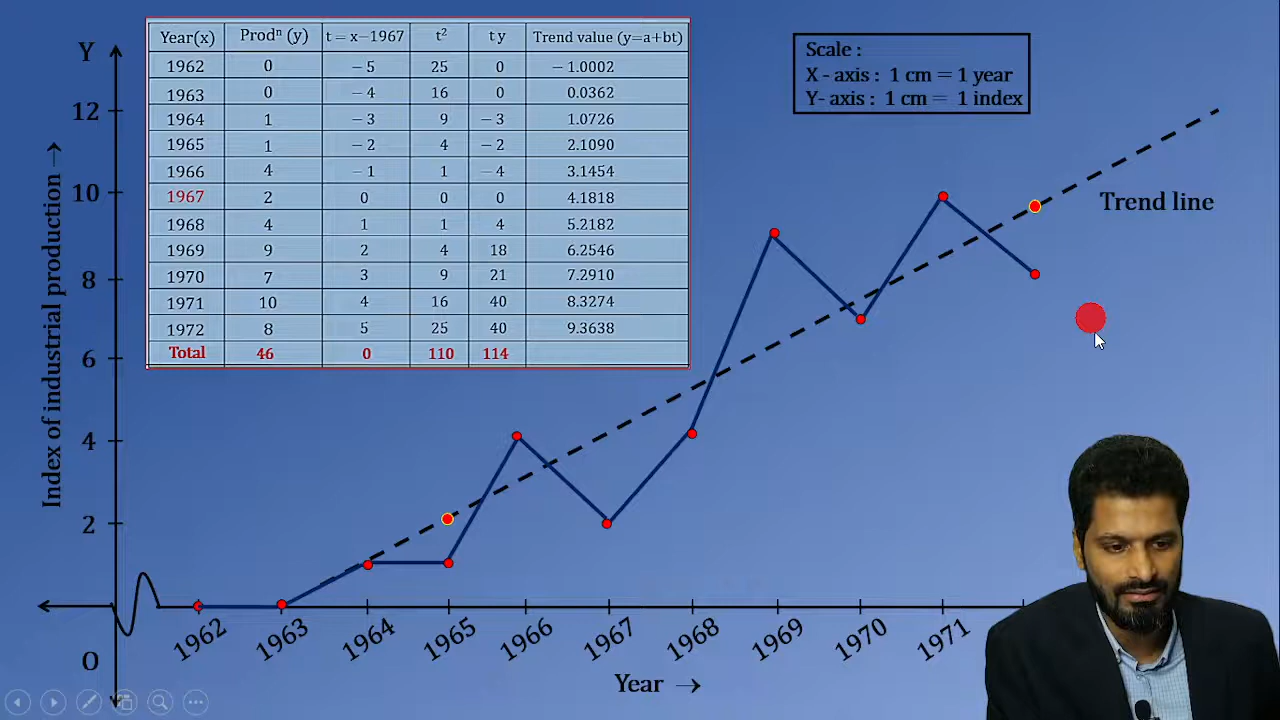 Year(x) Prodⁿ (y) t = x−1967 t² t y Trend value (y=a+bt)
1962 0 −5 25 0 −1.0002
1963 0 −4 16 0 0.0362
1964 1 −3 9 −3 1.0726
1965 1 −2 4 −2 2.1090
1966 4 −1 1 −4 3.1454
1967 2 0 0 0 4.1818
1968 4 1 1 4 5.2182
1969 9 2 4 18 6.2546
1970 7 3 9 21 7.2910
1971 10 4 16 40 8.3274
1972 8 5 25 40 9.3638
Total 46 0 110 114
Scale :
X - axis : 1 cm = 1 year
Y- axis : 1 cm = 1 index
Y
12
10
8
6
4
2
O
Index of industrial production →
Trend line
1962 1963 1964 1965 1966 1967 1968 1969 1970 1971
Year →